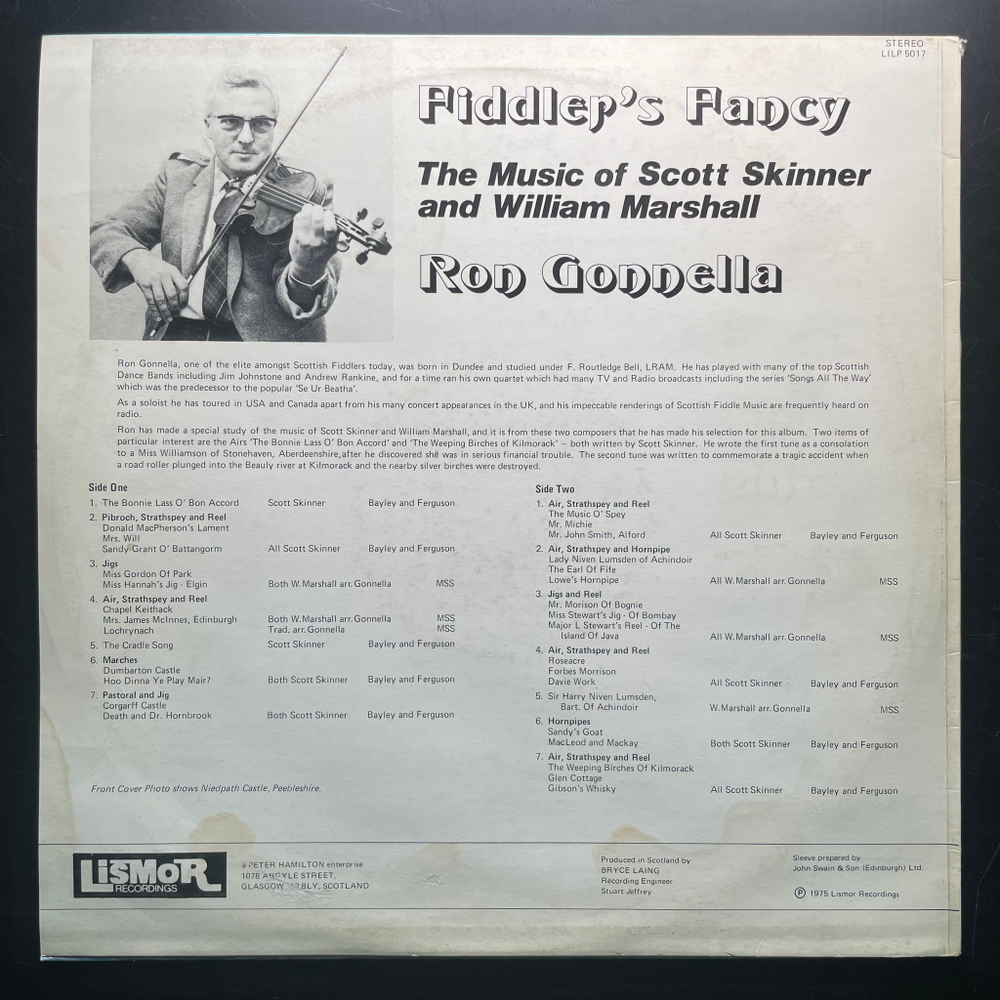 STEREO
LILP 5017
Fiddler's Fancy
The Music of Scott Skinner
and William Marshall
Ron Gonnella
Ron Gonnella, one of the elite amongst Scottish Fiddlers today, was born in Dundee and studied under F. Routledge Bell, LRAM. He has played with many of the top Scottish
Dance Bands including Jim Johnstone and Andrew Rankine, and for a time ran his own quartet which had many TV and Radio broadcasts including the series 'Songs All The Way'
which was the predecessor to the popular 'Se Ur Beatha'.
As a soloist he has toured in USA and Canada apart from his many concert appearances in the UK, and his impeccable renderings of Scottish Fiddle Music are frequently heard on
radio.
Ron has made a special study of the music of Scott Skinner and William Marshall, and it is from these two composers that he has made his selection for this album. Two items of
particular interest are the Airs 'The Bonnie Lass O' Bon Accord' and 'The Weeping Birches of Kilmorack' – both written by Scott Skinner. He wrote the first tune as a consolation
to a Miss Williamson of Stonehaven, Aberdeenshire, after he discovered she was in serious financial trouble. The second tune was written to commemorate a tragic accident when
a road roller plunged into the Beauly river at Kilmorack and the nearby silver birches were destroyed.
Side One
1. The Bonnie Lass O' Bon Accord Scott Skinner Bayley and Ferguson
2. Pibroch, Strathspey and Reel
Donald MacPherson's Lament
Mrs. Will
Sandy Grant O' Battangorm All Scott Skinner Bayley and Ferguson
3. Jigs
Miss Gordon Of Park
Miss Hannah's Jig - Elgin Both W.Marshall arr. Gonnella MSS
4. Air, Strathspey and Reel
Chapel Keithack
Mrs. James McInnes, Edinburgh Both W.Marshall arr. Gonnella MSS
Lochrynach Trad. arr. Gonnella MSS
5. The Cradle Song Scott Skinner Bayley and Ferguson
6. Marches
Dumbarton Castle
Hoo Dinna Ye Play Mair? Both Scott Skinner Bayley and Ferguson
7. Pastoral and Jig
Corgarff Castle
Death and Dr. Hornbrook Both Scott Skinner Bayley and Ferguson
Front Cover Photo shows Niedpath Castle, Peebleshire.
Side Two
1. Air, Strathspey and Reel
The Music O' Spey
Mr. Michie
Mr. John Smith, Alford All Scott Skinner Bayley and Ferguson
2. Air, Strathspey and Hornpipe
Lady Niven Lumsden of Achindoir
The Earl Of Fife
Lowe's Hornpipe All W.Marshall arr. Gonnella MSS
3. Jigs and Reel
Mr. Morison Of Bognie
Miss Stewart's Jig - Of Bombay
Major L Stewart's Reel - Of The
Island Of Java All W.Marshall arr. Gonnella MSS
4. Air, Strathspey and Reel
Roseacre
Forbes Morrison
Davie Work All Scott Skinner Bayley and Ferguson
5. Sir Harry Niven Lumsden,
Bart. Of Achindoir W.Marshall arr. Gonnella MSS
6. Hornpipes
Sandy's Goat
MacLeod and Mackay Both Scott Skinner Bayley and Ferguson
7. Air, Strathspey and Reel
The Weeping Birches Of Kilmorack
Glen Cottage
Gibson's Whisky All Scott Skinner Bayley and Ferguson
LISMOR
RECORDINGS
a PETER HAMILTON enterprise
1078 ARGYLE STREET,
GLASGOW 8LY, SCOTLAND
Produced in Scotland by
BRYCE LAING
Recording Engineer
Stuart Jeffrey
Sleeve prepared by
John Swain & Son (Edinburgh) Ltd.
℗ 1975 Lismor Recordings